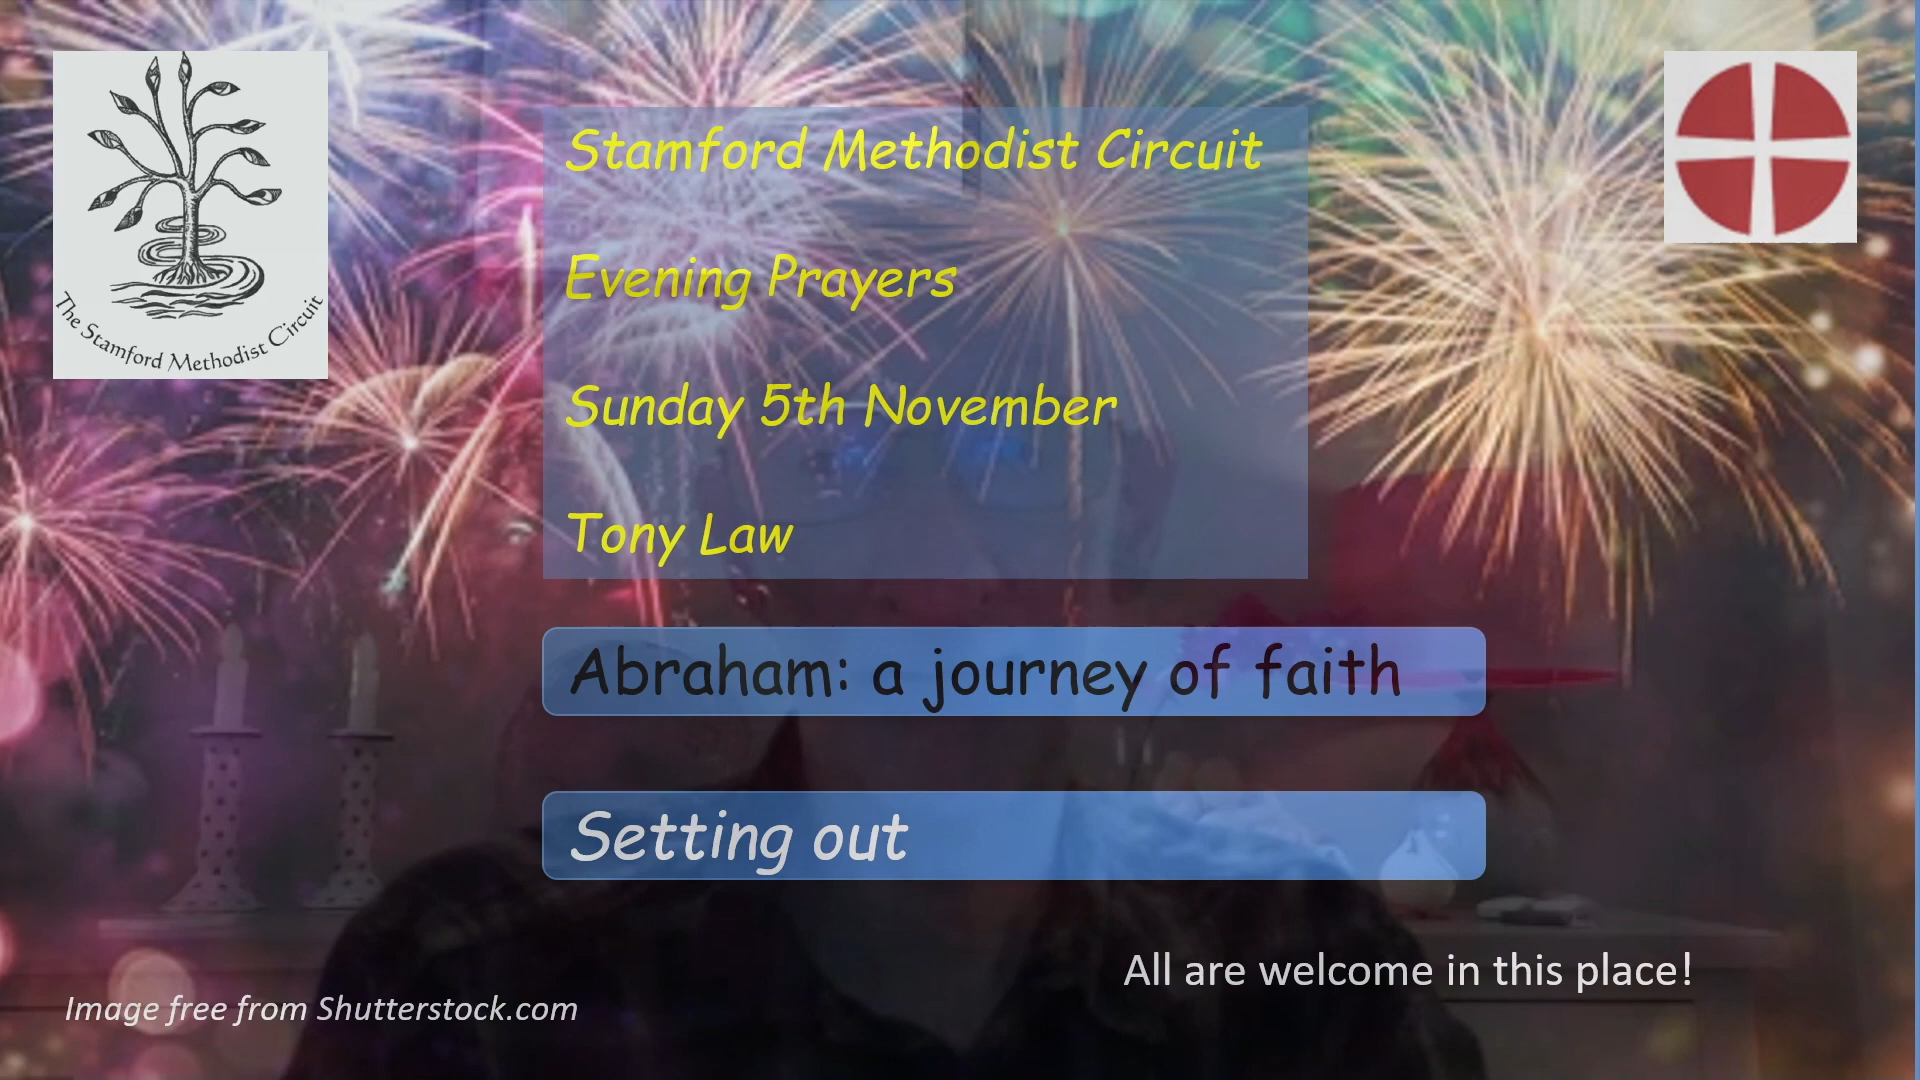 The Stamford Methodist Circuit
Stamford Methodist Circuit
Evening Prayers
Sunday 5th November
Tony Law
Abraham: a journey of faith
Setting out
All are welcome in this place!
Image free from Shutterstock.com